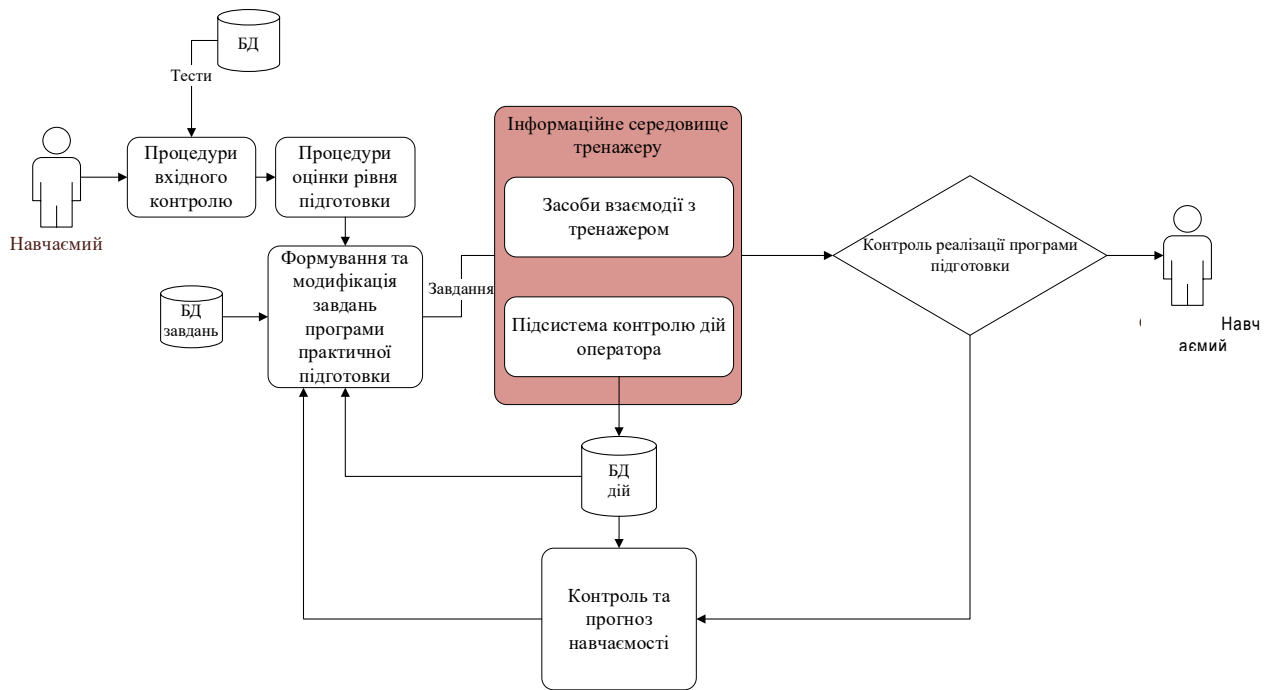 БД
Тести
Процедури
вхідного
контролю
Процедури
оцінки рівня
підготовки
Навчаємий
Формування та
модифікація
завдань
програми
практичної
підготовки
БД
завдань
Завдання
Інформаційне середовище
тренажеру
Засоби взаємодії з
тренажером
Підсистема контролю дій
оператора
БД
дій
Контроль та
прогноз
навчаємості
Контроль реалізації програми
підготовки
Навч
аємий